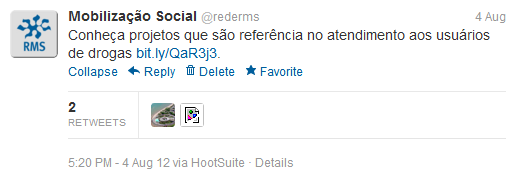 RMS
Mobilização Social @rederms 4 Aug
Conheça projetos que são referência no atendimento aos usuários
de drogas bit.ly/QaR3j3.
Collapse Reply Delete Favorite
2
RETWEETS
5:20 PM - 4 Aug 12 via HootSuite · Details